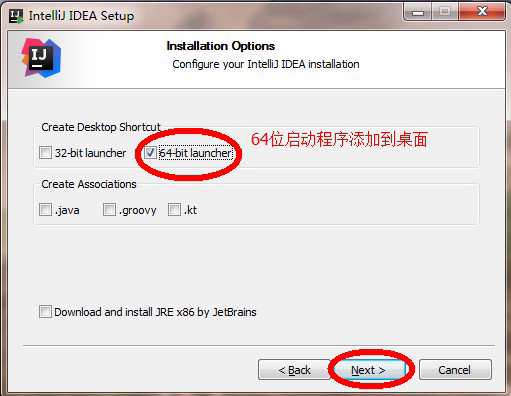 IntelliJ IDEA Setup
IJ
Installation Options
Configure your IntelliJ IDEA installation
Create Desktop Shortcut
32-bit launcher
64-bit launcher
64位启动程序添加到桌面
Create Associations
.java
.groovy
.kt
Download and install JRE x86 by JetBrains
< Back
Next >
Cancel